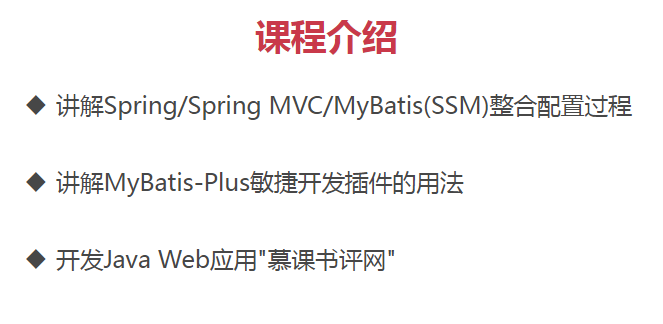 课程介绍
◆ 讲解Spring/Spring MVC/MyBatis(SSM)整合配置过程
◆ 讲解MyBatis-Plus敏捷开发插件的用法
◆ 开发Java Web应用"慕课书评网"